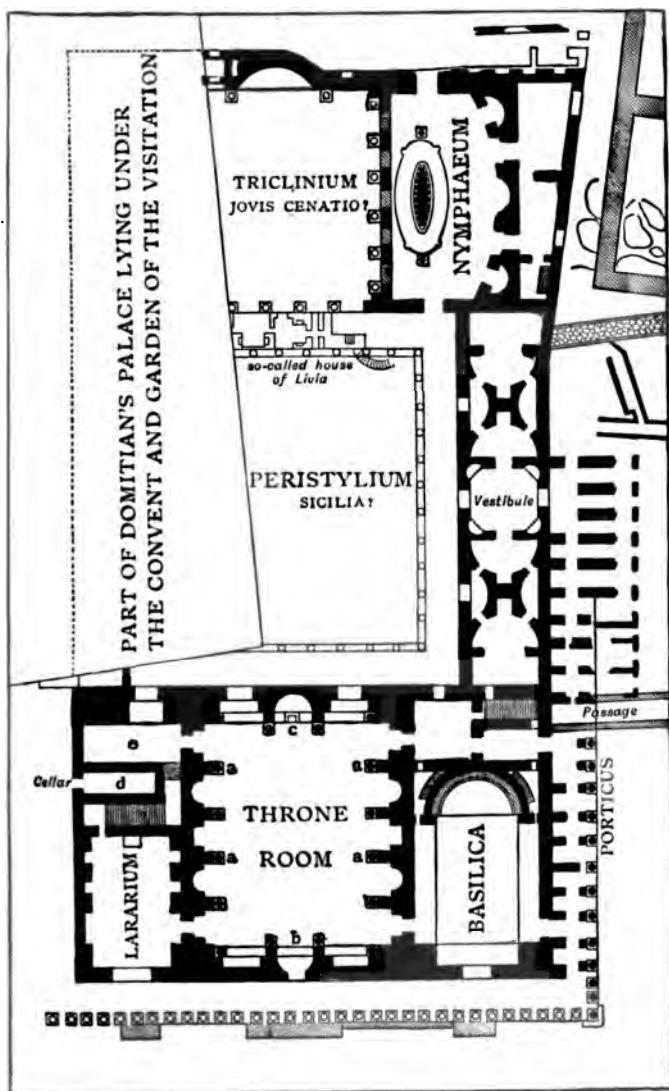 PART OF DOMITIAN'S PALACE LYING UNDER
THE CONVENT AND GARDEN OF THE VISITATION
TRICLINIUM
JOVIS CENATIO?
NYMPHAEUM
so-called house
of Livia
PERISTYLIUM
SICILIA?
Vestibule
Passage
PORTICUS
e
Cellar
d
LARARIUM
c
a
a
THRONE
ROOM
a
a
b
BASILICA